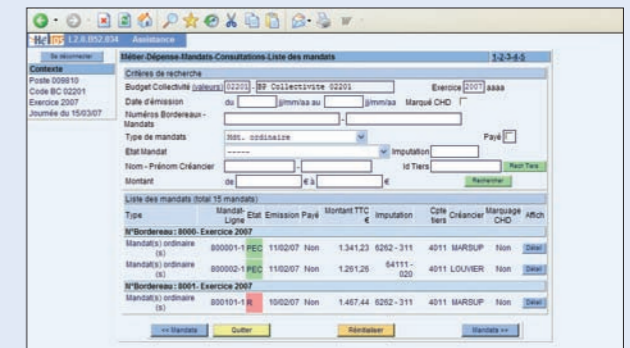 Helios 1.2.0.B52.034 Assistance
Se déconnecter
Contexte
Poste 009810
Code BC 02201
Exercice 2007
Journée du 15/03/07
Métier-Dépense-Mandats-Consultations-Liste des mandats 1-2-3-4-5
Critères de recherche
Budget Collectivité (valeurs) 02201 - BP Collectivite 02201 Exercice 2007 aaaa
Date d'émission du jj/mm/aa au jj/mm/aa Marqué CHD
Numéros Bordereaux - Mandats -
Type de mandats Mdt. ordinaire Payé
Etat Mandat ----- Imputation
Nom - Prénom Créancier - Id Tiers Rech Tiers
Montant de € à € Rechercher
Liste des mandats (total 15 mandats)
Type Mandat-Ligne Etat Emission Payé Montant TTC € Imputation Cpte tiers Créancier Marquage CHD Affich
N°Bordereau : 8000- Exercice 2007
Mandat(s) ordinaire (s) 800001-1 PEC 11/02/07 Non 1.341,23 6262 - 311 4011 MARSUP Non Détail
Mandat(s) ordinaire (s) 800002-1 PEC 11/02/07 Non 1.261,26 64111 - 020 4011 LOUVIER Non Détail
N°Bordereau : 8001- Exercice 2007
Mandat(s) ordinaire (s) 800101-1 R 10/02/07 Non 1.467,44 6262 - 311 4011 MARSUP Non Détail
<< Mandats Quitter Réinitialiser Mandats >>